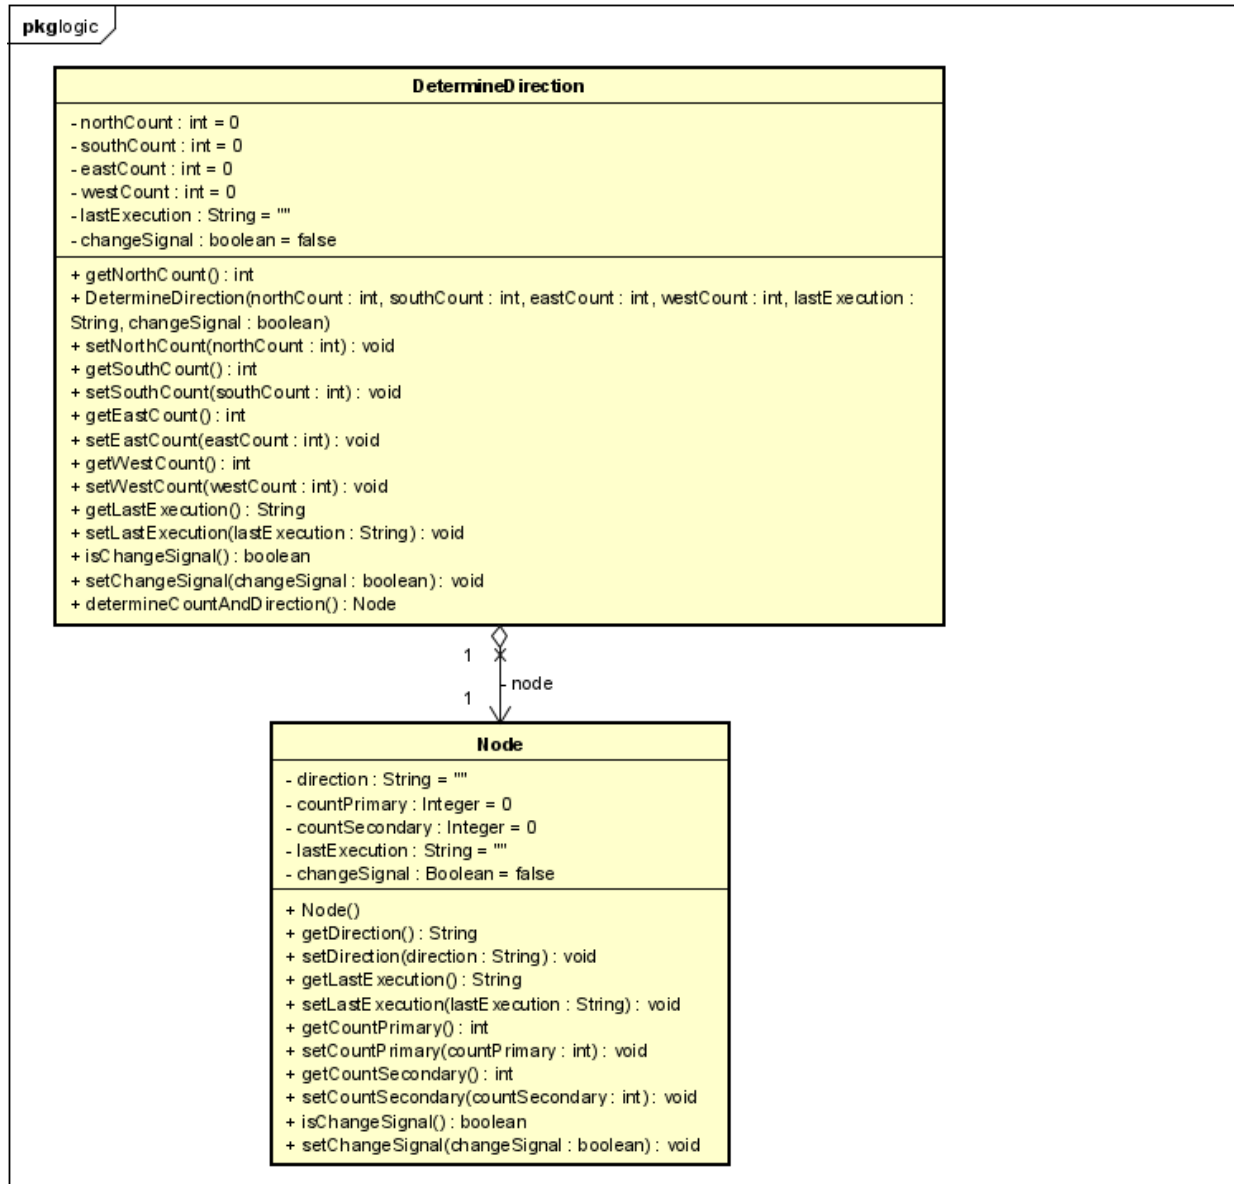 pkg logic
DetermineDirection
- northCount : int = 0
- southCount : int = 0
- eastCount : int = 0
- westCount : int = 0
- lastExecution : String = ""
- changeSignal : boolean = false
+ getNorthCount() : int
+ DetermineDirection(northCount : int, southCount : int, eastCount : int, westCount : int, lastExecution :
String, changeSignal : boolean)
+ setNorthCount(northCount : int) : void
+ getSouthCount() : int
+ setSouthCount(southCount : int) : void
+ getEastCount() : int
+ setEastCount(eastCount : int) : void
+ getWestCount() : int
+ setWestCount(westCount : int) : void
+ getLastExecution() : String
+ setLastExecution(lastExecution : String) : void
+ isChangeSignal() : boolean
+ setChangeSignal(changeSignal : boolean) : void
+ determineCountAndDirection() : Node
1
- node
1
Node
- direction : String = ""
- countPrimary : Integer = 0
- countSecondary : Integer = 0
- lastExecution : String = ""
- changeSignal : Boolean = false
+ Node()
+ getDirection() : String
+ setDirection(direction : String) : void
+ getLastExecution() : String
+ setLastExecution(lastExecution : String) : void
+ getCountPrimary() : int
+ setCountPrimary(countPrimary : int) : void
+ getCountSecondary() : int
+ setCountSecondary(countSecondary : int) : void
+ isChangeSignal() : boolean
+ setChangeSignal(changeSignal : boolean) : void